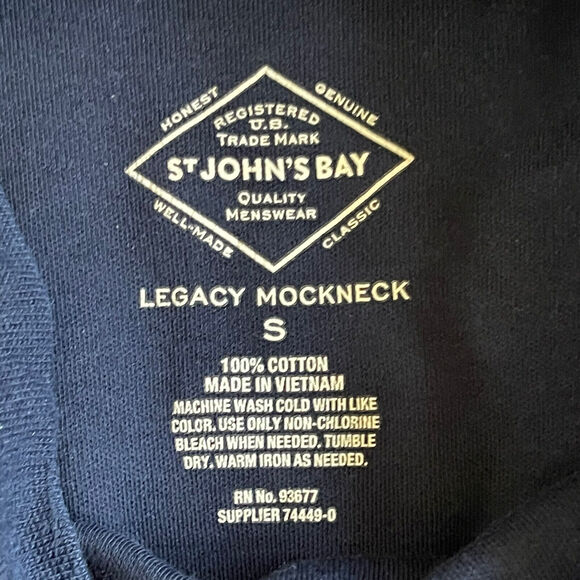 HONEST
GENUINE
REGISTERED
U.S.
TRADE MARK
ST JOHN'S BAY
QUALITY
MENSWEAR
WELL-MADE
CLASSIC
LEGACY MOCKNECK
S
100% COTTON
MADE IN VIETNAM
MACHINE WASH COLD WITH LIKE
COLOR. USE ONLY NON-CHLORINE
BLEACH WHEN NEEDED. TUMBLE
DRY. WARM IRON AS NEEDED.
RN No. 93677
SUPPLIER 74449-0